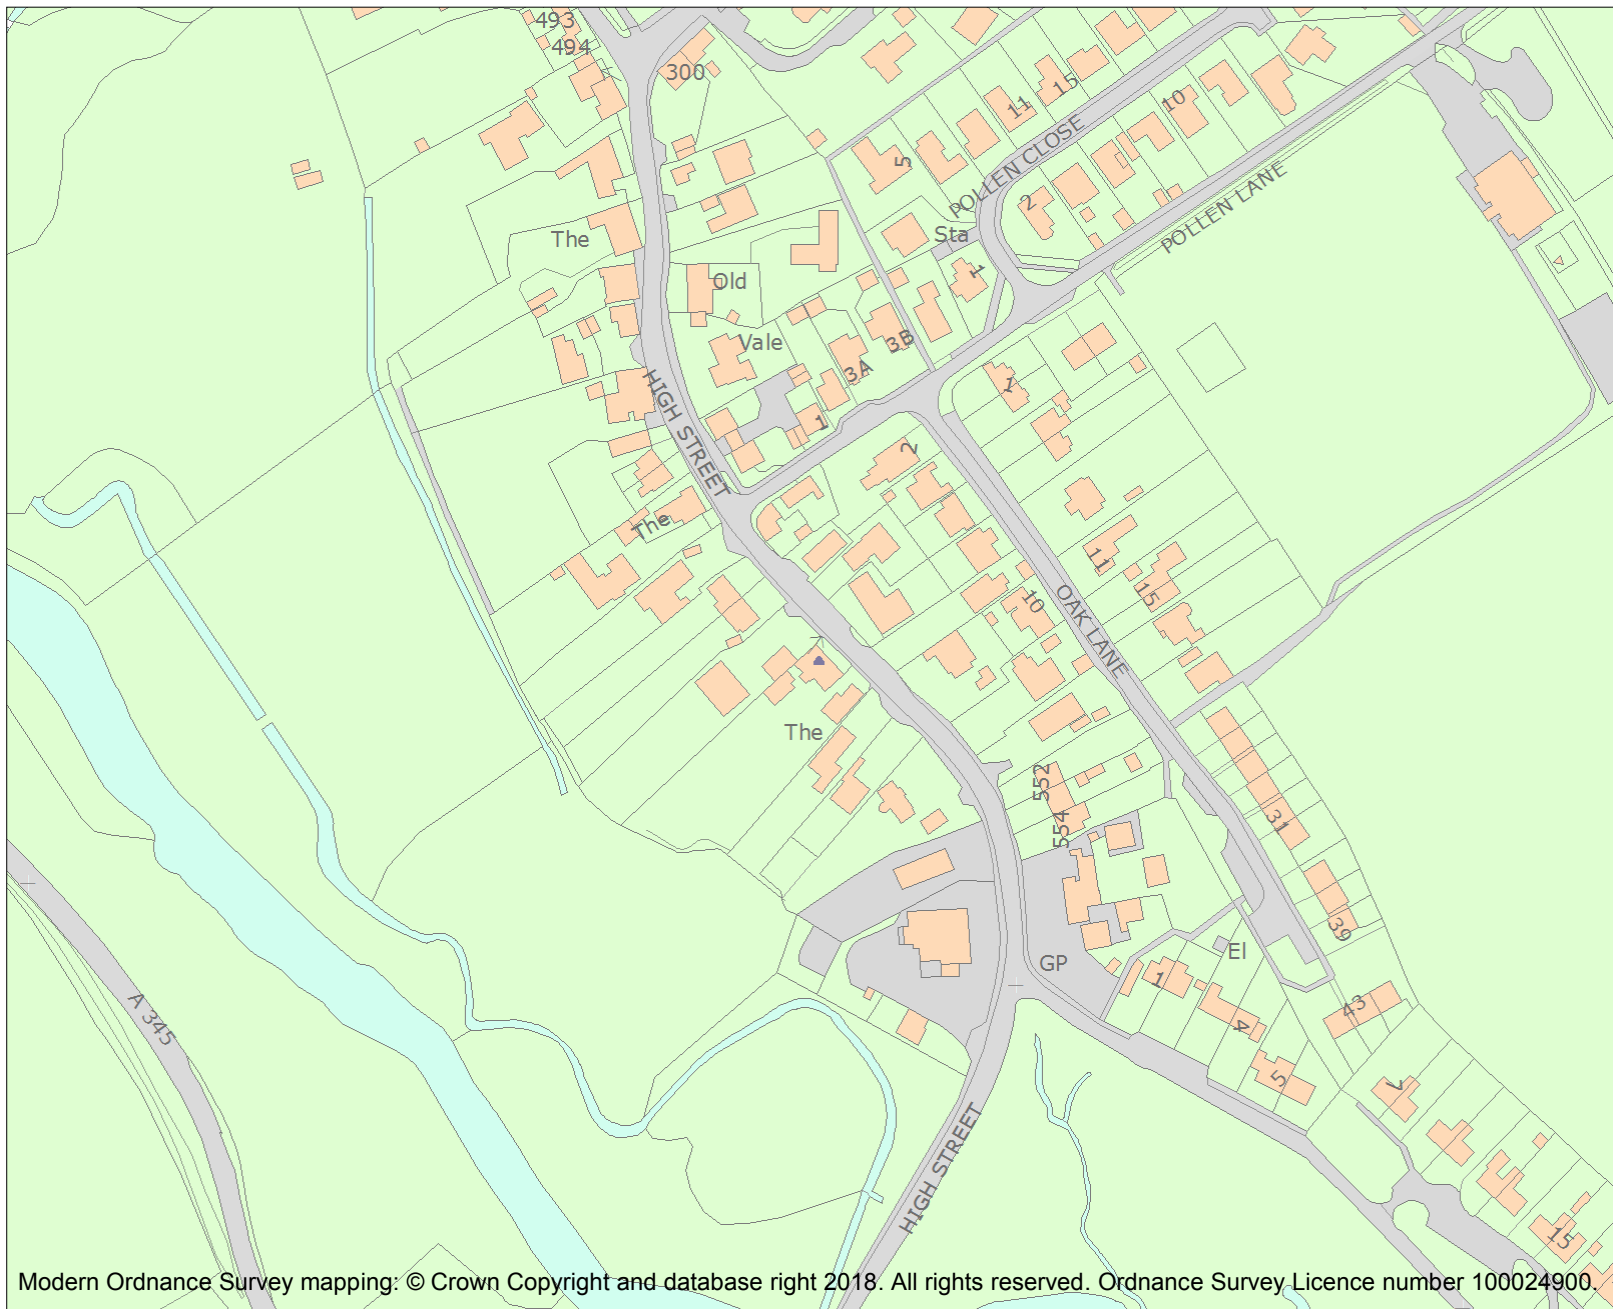 493
494
300
11
15
10
5
POLLEN CLOSE
2
POLLEN LANE
The
Sta
1
Old
Vale
3B
3A
1
HIGH STREET
1
2
The
11
15
10
OAK LANE
The
552
554
31
39
El
GP
1
4
43
5
A 345
7
HIGH STREET
15
Modern Ordnance Survey mapping: © Crown Copyright and database right 2018. All rights reserved. Ordnance Survey Licence number 100024900.